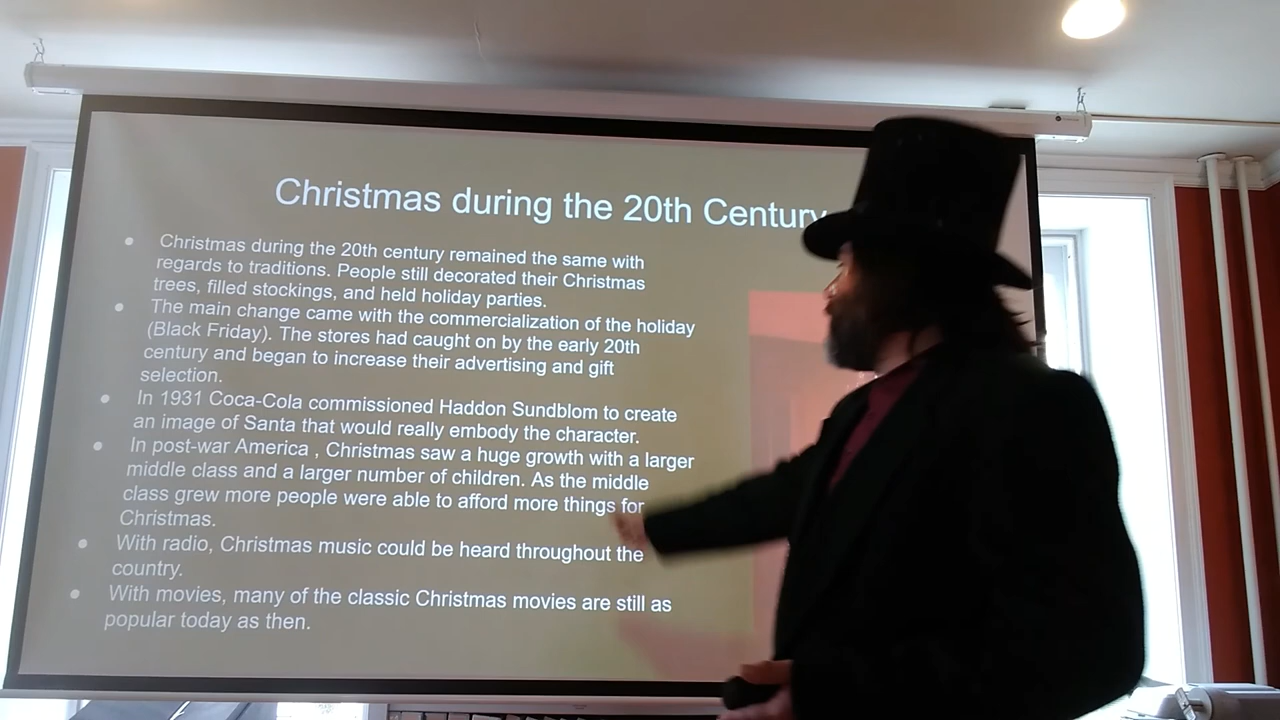 Christmas during the 20th Century
Christmas during the 20th century remained the same with
regards to traditions. People still decorated their Christmas
trees, filled stockings, and held holiday parties.
The main change came with the commercialization of the holiday
(Black Friday). The stores had caught on by the early 20th
century and began to increase their advertising and gift
selection.
In 1931 Coca-Cola commissioned Haddon Sundblom to create
an image of Santa that would really embody the character.
In post-war America , Christmas saw a huge growth with a larger
middle class and a larger number of children. As the middle
class grew more people were able to afford more things for
Christmas.
With radio, Christmas music could be heard throughout the
country.
With movies, many of the classic Christmas movies are still as
popular today as then.